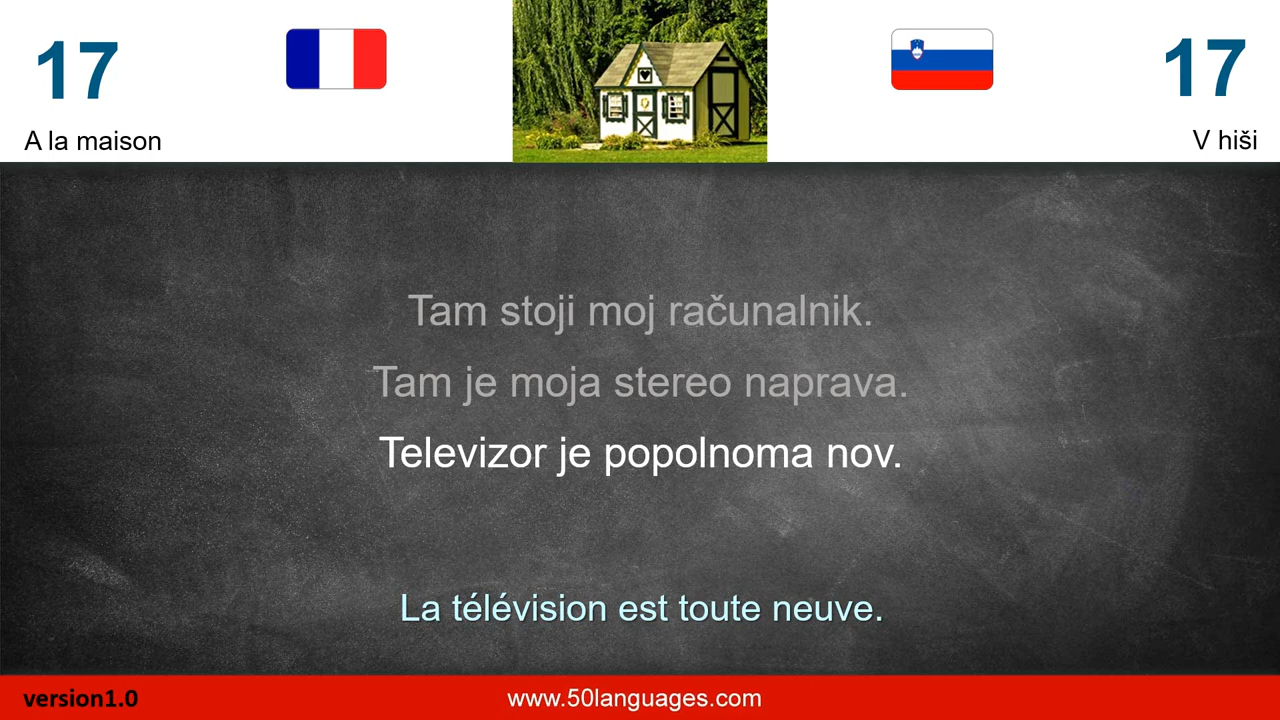 17
17
A la maison
V hiši
Tam stoji moj računalnik.
Tam je moja stereo naprava.
Televizor je popolnoma nov.
La télévision est toute neuve.
version1.0
www.50languages.com